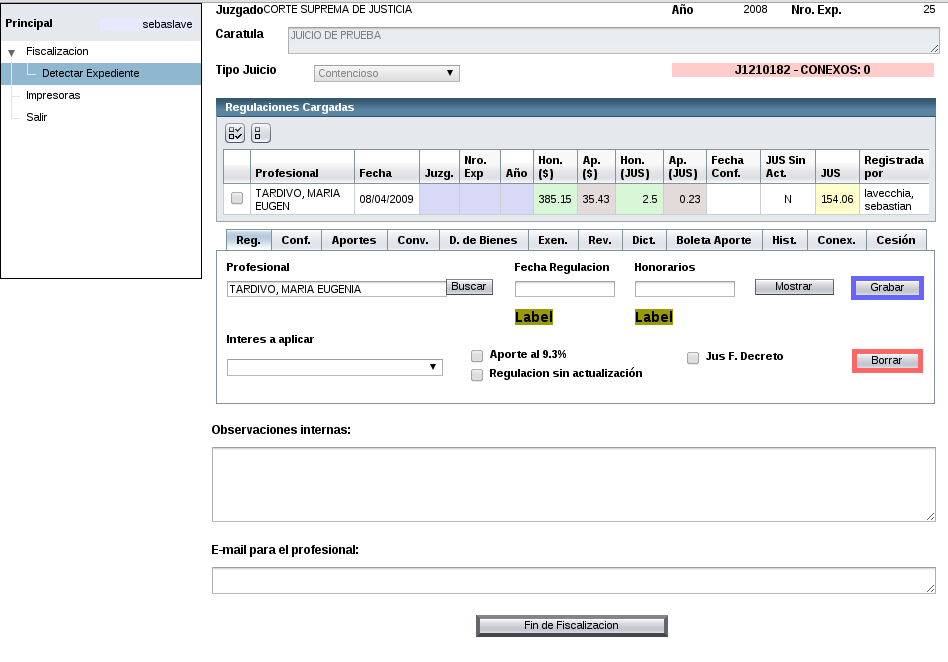 Principal sebaslave
Fiscalizacion
Detectar Expediente
Impresoras
Salir
Juzgado CORTE SUPREMA DE JUSTICIA Año 2008 Nro. Exp. 25
Caratula JUICIO DE PRUEBA
Tipo Juicio Contencioso J1210182 - CONEXOS: 0
Regulaciones Cargadas
Profesional Fecha Juzg. Nro. Exp Año Hon. ($) Ap. ($) Hon. (JUS) Ap. (JUS) Fecha Conf. JUS Sin Act. JUS Registrada por
TARDIVO, MARIA EUGEN 08/04/2009 385.15 35.43 2.5 0.23 N 154.06 lavecchia, sebastian
Reg. Conf. Aportes Conv. D. de Bienes Exen. Rev. Dict. Boleta Aporte Hist. Conex. Cesión
Profesional Fecha Regulacion Honorarios
TARDIVO, MARIA EUGENIA Buscar Mostrar Grabar
Label Label
Interes a aplicar
Aporte al 9.3% Jus F. Decreto Borrar
Regulacion sin actualización
Observaciones internas:
E-mail para el profesional:
Fin de Fiscalizacion